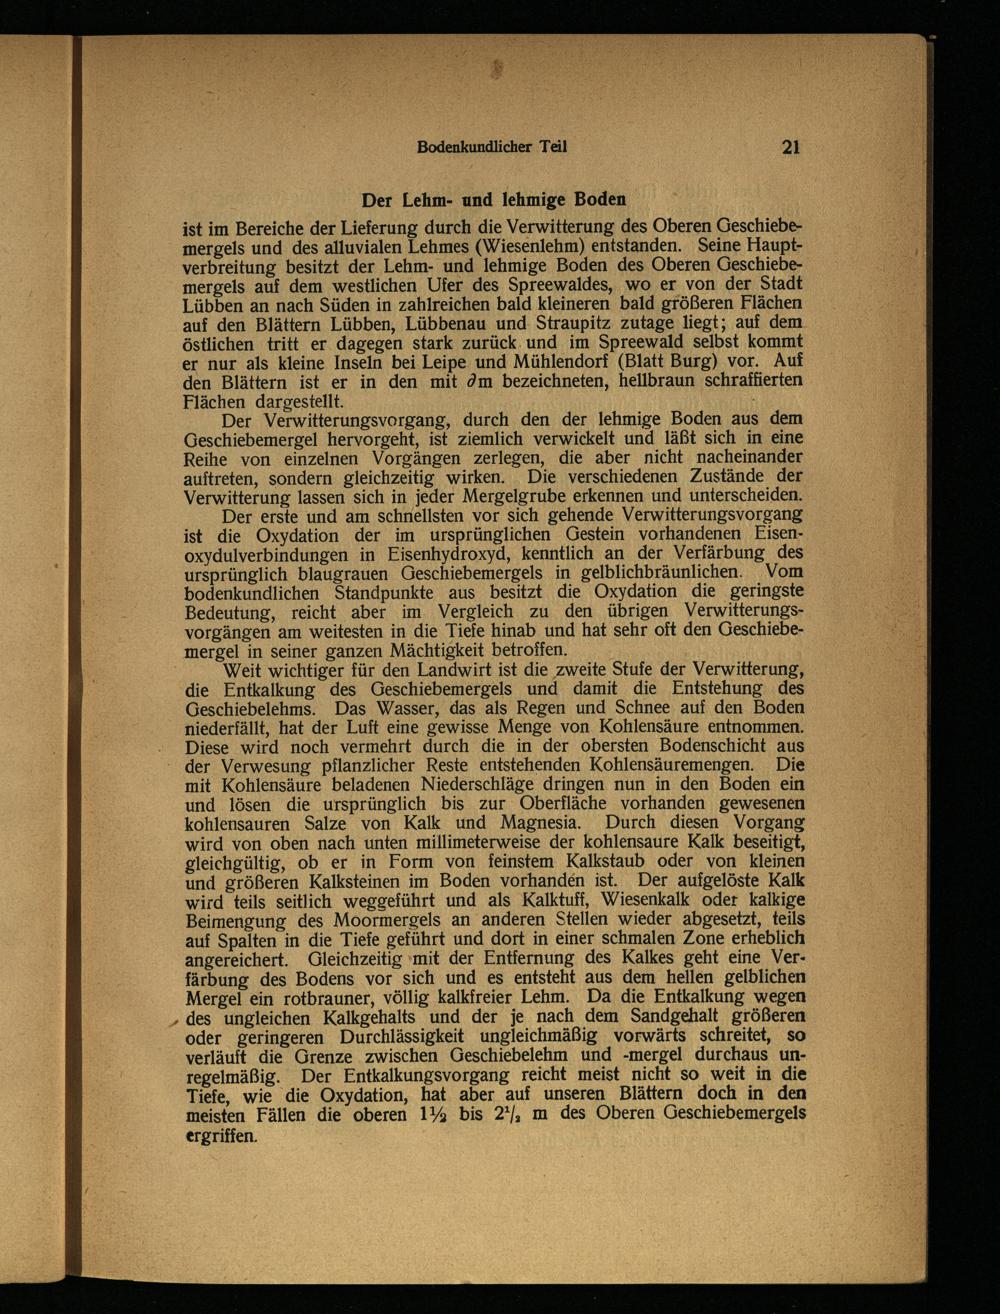 Bodenkundlicher Teil 21
Der Lehm- und lehmige Boden
ist im Bereiche der Lieferung durch die Verwitterung des Oberen Geschiebe-
mergels und des alluvialen Lehmes (Wiesenlehm) entstanden. Seine Haupt-
verbreitung besitzt der Lehm- und lehmige Boden des Oberen Geschiebe-
mergels auf dem westlichen Ufer des Spreewaldes, wo er von der Stadt
Lübben an nach Süden in zahlreichen bald kleineren bald größeren Flächen
auf den Blättern Lübben, Lübbenau und Straupitz zutage liegt; auf dem
östlichen tritt er dagegen stark zurück und im Spreewald selbst kommt
er nur als kleine Inseln bei Leipe und Mühlendorf (Blatt Burg) vor. Auf
den Blättern ist er in den mit ∂m bezeichneten, hellbraun schraffierten
Flächen dargestellt.
Der Verwitterungsvorgang, durch den der lehmige Boden aus dem
Geschiebemergel hervorgeht, ist ziemlich verwickelt und läßt sich in eine
Reihe von einzelnen Vorgängen zerlegen, die aber nicht nacheinander
auftreten, sondern gleichzeitig wirken. Die verschiedenen Zustände der
Verwitterung lassen sich in jeder Mergelgrube erkennen und unterscheiden.
Der erste und am schnellsten vor sich gehende Verwitterungsvorgang
ist die Oxydation der im ursprünglichen Gestein vorhandenen Eisen-
oxydulverbindungen in Eisenhydroxyd, kenntlich an der Verfärbung des
ursprünglich blaugrauen Geschiebemergels in gelblichbräunlichen. Vom
bodenkundlichen Standpunkte aus besitzt die Oxydation die geringste
Bedeutung, reicht aber im Vergleich zu den übrigen Verwitterungs-
vorgängen am weitesten in die Tiefe hinab und hat sehr oft den Geschiebe-
mergel in seiner ganzen Mächtigkeit betroffen.
Weit wichtiger für den Landwirt ist die zweite Stufe der Verwitterung,
die Entkalkung des Geschiebemergels und damit die Entstehung des
Geschiebelehms. Das Wasser, das als Regen und Schnee auf den Boden
niederfällt, hat der Luft eine gewisse Menge von Kohlensäure entnommen.
Diese wird noch vermehrt durch die in der obersten Bodenschicht aus
der Verwesung pflanzlicher Reste entstehenden Kohlensäuremengen. Die
mit Kohlensäure beladenen Niederschläge dringen nun in den Boden ein
und lösen die ursprünglich bis zur Oberfläche vorhanden gewesenen
kohlensauren Salze von Kalk und Magnesia. Durch diesen Vorgang
wird von oben nach unten millimeterweise der kohlensaure Kalk beseitigt,
gleichgültig, ob er in Form von feinstem Kalkstaub oder von kleinen
und größeren Kalksteinen im Boden vorhanden ist. Der aufgelöste Kalk
wird teils seitlich weggeführt und als Kalktuff, Wiesenkalk oder kalkige
Beimengung des Moormergels an anderen Stellen wieder abgesetzt, teils
auf Spalten in die Tiefe geführt und dort in einer schmalen Zone erheblich
angereichert. Gleichzeitig mit der Entfernung des Kalkes geht eine Ver-
färbung des Bodens vor sich und es entsteht aus dem hellen gelblichen
Mergel ein rotbrauner, völlig kalkfreier Lehm. Da die Entkalkung wegen
des ungleichen Kalkgehalts und der je nach dem Sandgehalt größeren
oder geringeren Durchlässigkeit ungleichmäßig vorwärts schreitet, so
verläuft die Grenze zwischen Geschiebelehm und -mergel durchaus un-
regelmäßig. Der Entkalkungsvorgang reicht meist nicht so weit in die
Tiefe, wie die Oxydation, hat aber auf unseren Blättern doch in den
meisten Fällen die oberen 1½ bis 2¹/₂ m des Oberen Geschiebemergels
ergriffen.